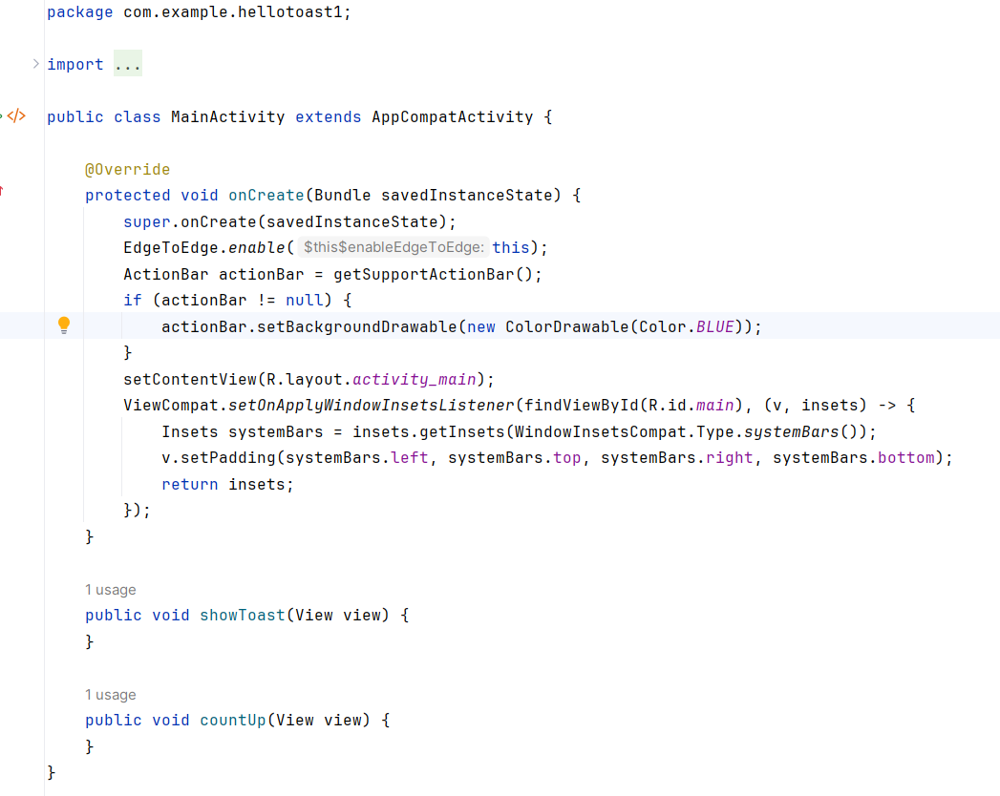 package com.example.hellotoast1;
import ...
public class MainActivity extends AppCompatActivity {
@Override
protected void onCreate(Bundle savedInstanceState) {
super.onCreate(savedInstanceState);
EdgeToEdge.enable( $this$enableEdgeToEdge: this);
ActionBar actionBar = getSupportActionBar();
if (actionBar != null) {
actionBar.setBackgroundDrawable(new ColorDrawable(Color.BLUE));
}
setContentView(R.layout.activity_main);
ViewCompat.setOnApplyWindowInsetsListener(findViewById(R.id.main), (v, insets) -> {
Insets systemBars = insets.getInsets(WindowInsetsCompat.Type.systemBars());
v.setPadding(systemBars.left, systemBars.top, systemBars.right, systemBars.bottom);
return insets;
});
}
1 usage
public void showToast(View view) {
}
1 usage
public void countUp(View view) {
}
}